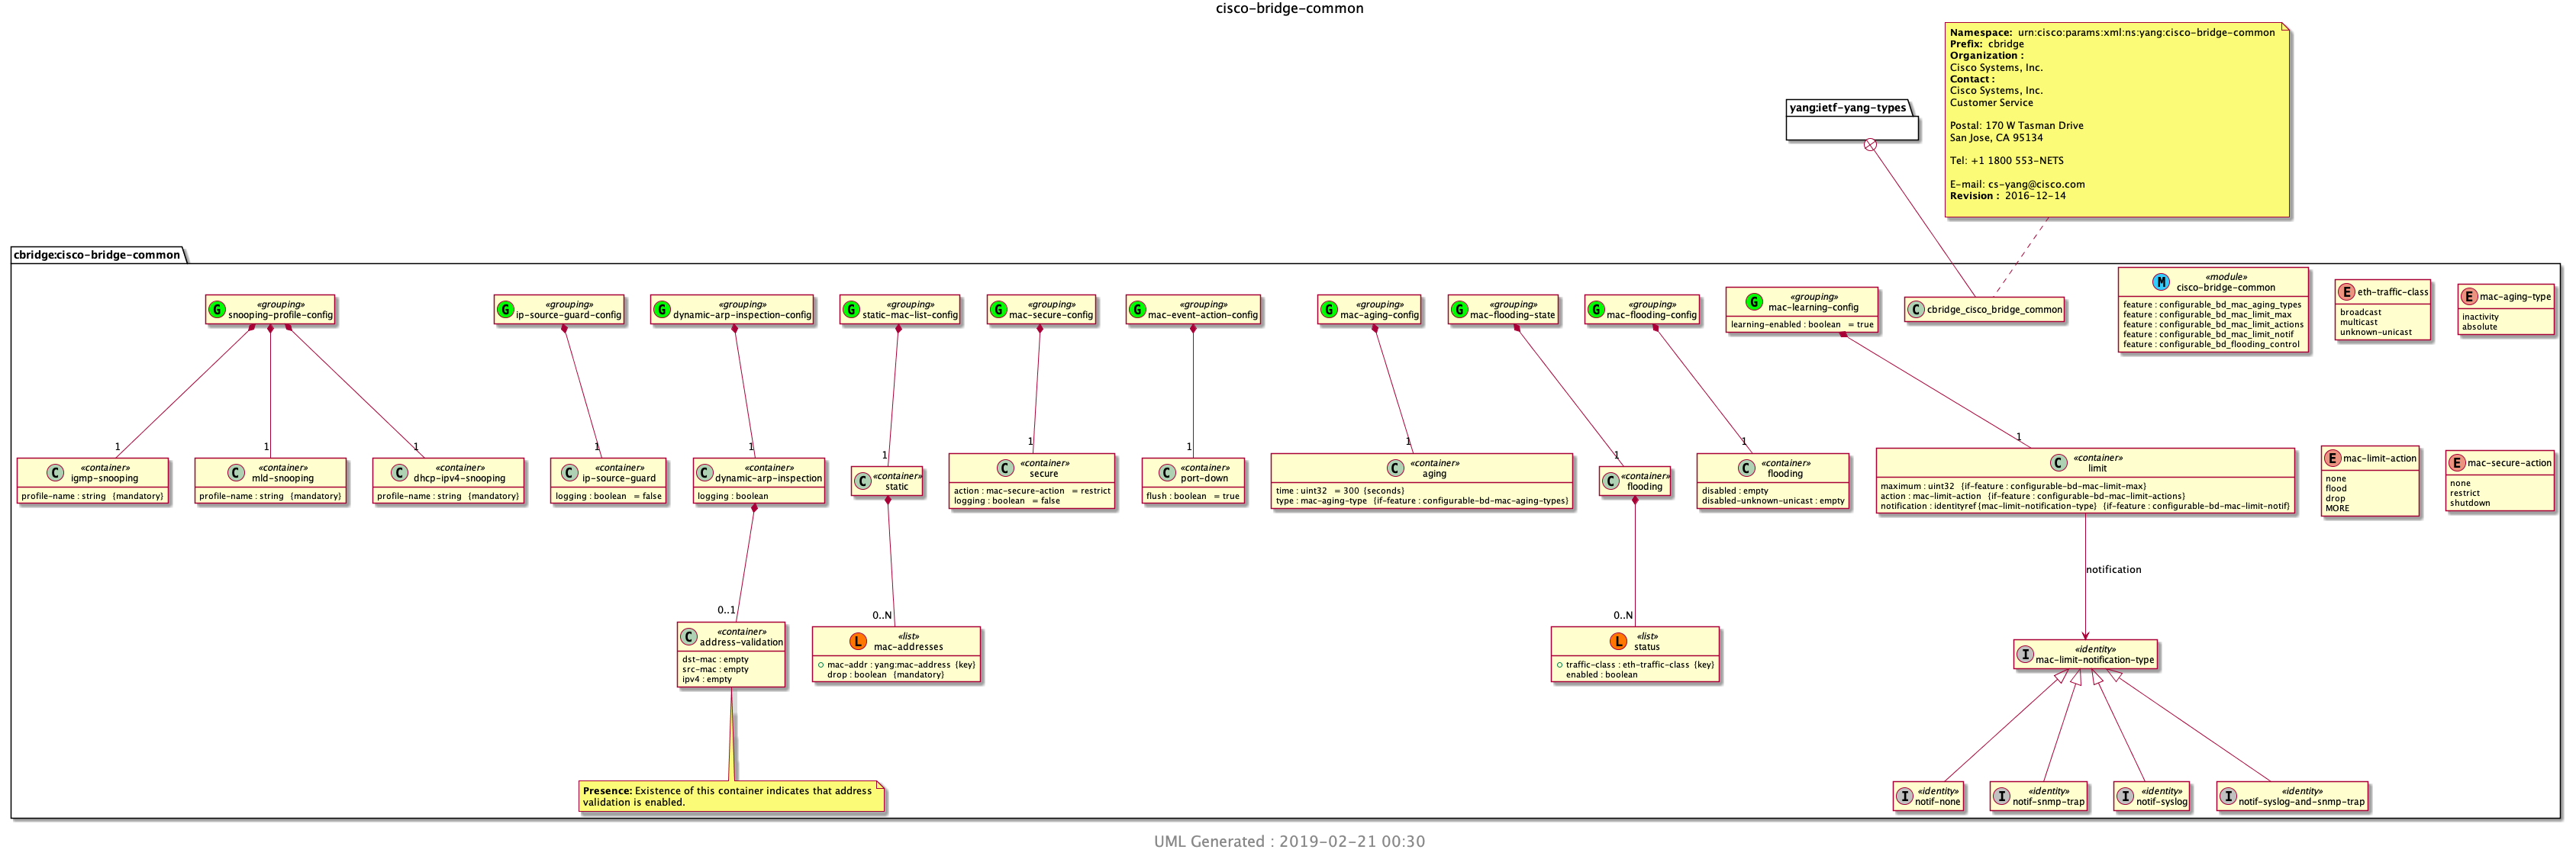 cisco-bridge-common
Namespace: urn:cisco:params:xml:ns:yang:cisco-bridge-common
Prefix: cbridge
Organization :
Cisco Systems, Inc.
Contact :
Cisco Systems, Inc.
Customer Service
Postal: 170 W Tasman Drive
San Jose, CA 95134
Tel: +1 1800 553-NETS
E-mail: cs-yang@cisco.com
Revision : 2016-12-14
yang:ietf-yang-types
cbridge:cisco-bridge-common
G «grouping»
snooping-profile-config
G «grouping»
ip-source-guard-config
G «grouping»
dynamic-arp-inspection-config
G «grouping»
static-mac-list-config
G «grouping»
mac-secure-config
G «grouping»
mac-event-action-config
G «grouping»
mac-aging-config
G «grouping»
mac-flooding-state
G «grouping»
mac-flooding-config
G «grouping»
mac-learning-config
learning-enabled : boolean = true
C cbridge_cisco_bridge_common
M «module»
cisco-bridge-common
feature : configurable_bd_mac_aging_types
feature : configurable_bd_mac_limit_max
feature : configurable_bd_mac_limit_actions
feature : configurable_bd_mac_limit_notif
feature : configurable_bd_flooding_control
E eth-traffic-class
broadcast
multicast
unknown-unicast
E mac-aging-type
inactivity
absolute
1
1
1
1
1
1
1
1
1
1
1
1
C «container»
igmp-snooping
profile-name : string {mandatory}
C «container»
mld-snooping
profile-name : string {mandatory}
C «container»
dhcp-ipv4-snooping
profile-name : string {mandatory}
C «container»
ip-source-guard
logging : boolean = false
C «container»
dynamic-arp-inspection
logging : boolean
C «container»
static
C «container»
secure
action : mac-secure-action = restrict
logging : boolean = false
C «container»
port-down
flush : boolean = true
C «container»
aging
time : uint32 = 300 {seconds}
type : mac-aging-type {if-feature : configurable-bd-mac-aging-types}
C «container»
flooding
C «container»
flooding
disabled : empty
disabled-unknown-unicast : empty
C «container»
limit
maximum : uint32 {if-feature : configurable-bd-mac-limit-max}
action : mac-limit-action {if-feature : configurable-bd-mac-limit-actions}
notification : identityref {mac-limit-notification-type} {if-feature : configurable-bd-mac-limit-notif}
E mac-limit-action
none
flood
drop
MORE
E mac-secure-action
none
restrict
shutdown
notification
0..1
0..N
0..N
C «container»
address-validation
dst-mac : empty
src-mac : empty
ipv4 : empty
L «list»
mac-addresses
mac-addr : yang:mac-address {key}
drop : boolean {mandatory}
L «list»
status
traffic-class : eth-traffic-class {key}
enabled : boolean
I «identity»
mac-limit-notification-type
Presence: Existence of this container indicates that address
validation is enabled.
I «identity»
notif-none
I «identity»
notif-snmp-trap
I «identity»
notif-syslog
I «identity»
notif-syslog-and-snmp-trap
UML Generated : 2019-02-21 00:30